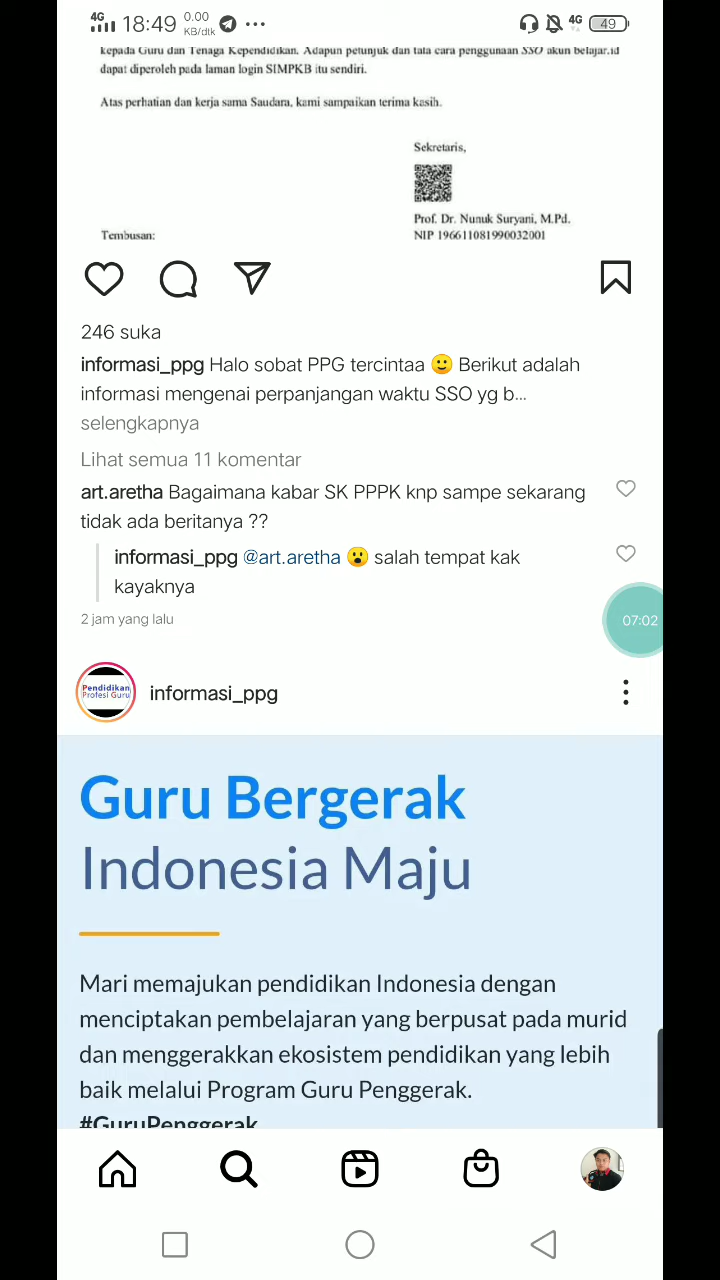 4G 18:49 0.00 KB/dtk 4G 49
kepada Guru dan Tenaga Kependidikan. Adapun petunjuk dan tata cara penggunaan SSO akun belajar.id
dapat diperoleh pada laman login SIMPKB itu sendiri.
Atas perhatian dan kerja sama Saudara, kami sampaikan terima kasih.
Sekretaris,
Prof. Dr. Nunuk Suryani, M.Pd.
NIP 196611081990032001
Tembusan:
246 suka
informasi_ppg Halo sobat PPG tercintaa 🙂 Berikut adalah
informasi mengenai perpanjangan waktu SSO yg b...
selengkapnya
Lihat semua 11 komentar
art.aretha Bagaimana kabar SK PPPK knp sampe sekarang
tidak ada beritanya ??
informasi_ppg @art.aretha 😮 salah tempat kak
kayaknya
2 jam yang lalu
07:02
Pendidikan
Profesi Guru
informasi_ppg
Guru Bergerak
Indonesia Maju
Mari memajukan pendidikan Indonesia dengan
menciptakan pembelajaran yang berpusat pada murid
dan menggerakkan ekosistem pendidikan yang lebih
baik melalui Program Guru Penggerak.
#GuruPenggerak